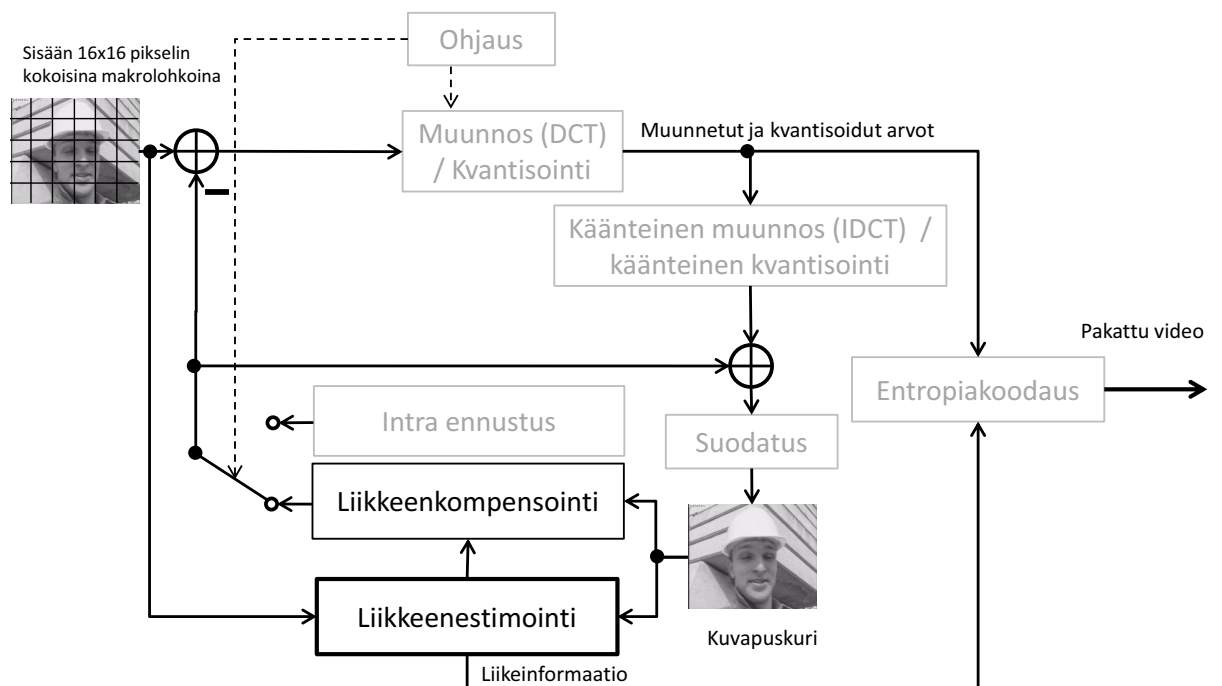 Ohjaus
Sisään 16x16 pikselin
kokoisina makrolohkoina
Muunnos (DCT)
/ Kvantisointi
Muunnetut ja kvantisoidut arvot
Käänteinen muunnos (IDCT) /
käänteinen kvantisointi
Pakattu video
Entropiakoodaus
Intra ennustus
Suodatus
Liikkeenkompensointi
Liikkeenestimointi
Kuvapuskuri
Liikeinformaatio